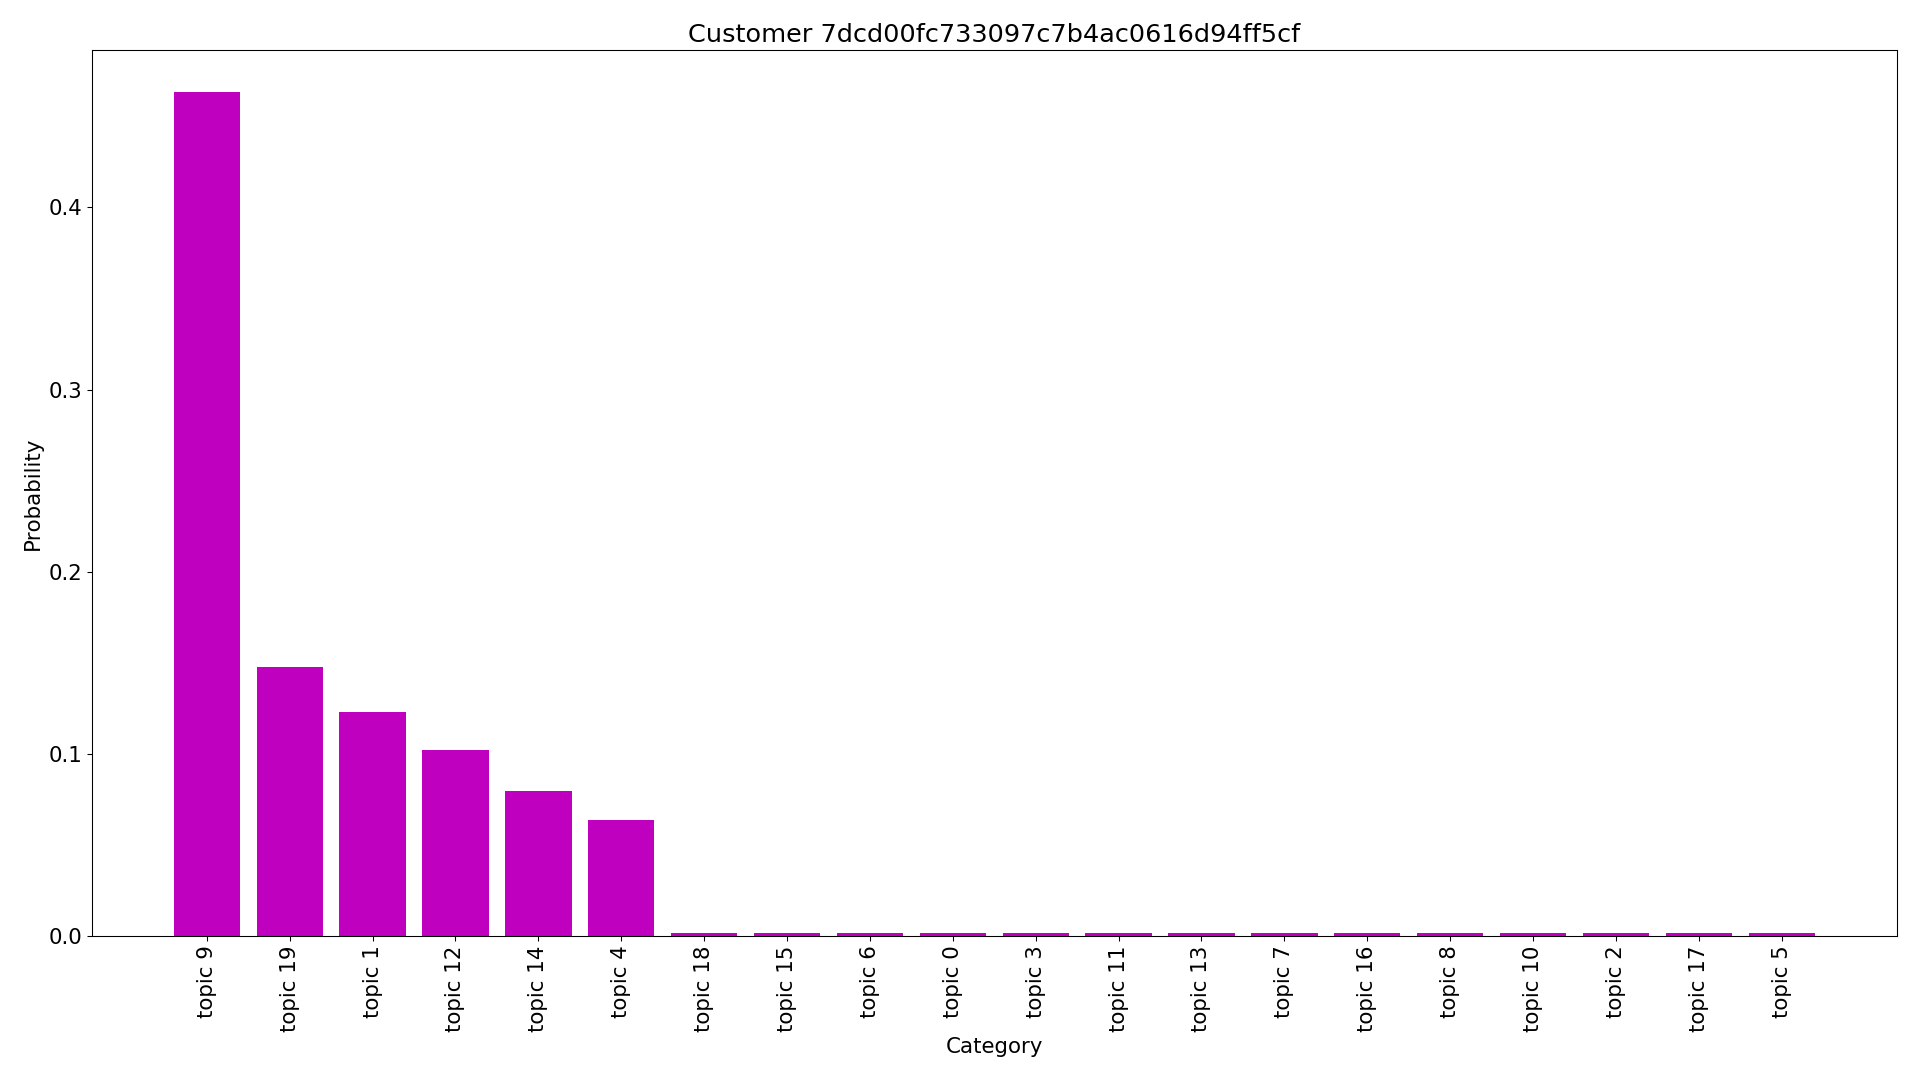 Customer 7dcd00fc733097c7b4ac0616d94ff5cf
Probability
0.4
0.3
0.2
0.1
0.0
topic 9
topic 19
topic 1
topic 12
topic 14
topic 4
topic 18
topic 15
topic 6
topic 0
topic 3
topic 11
topic 13
topic 7
topic 16
topic 8
topic 10
topic 2
topic 17
topic 5
Category